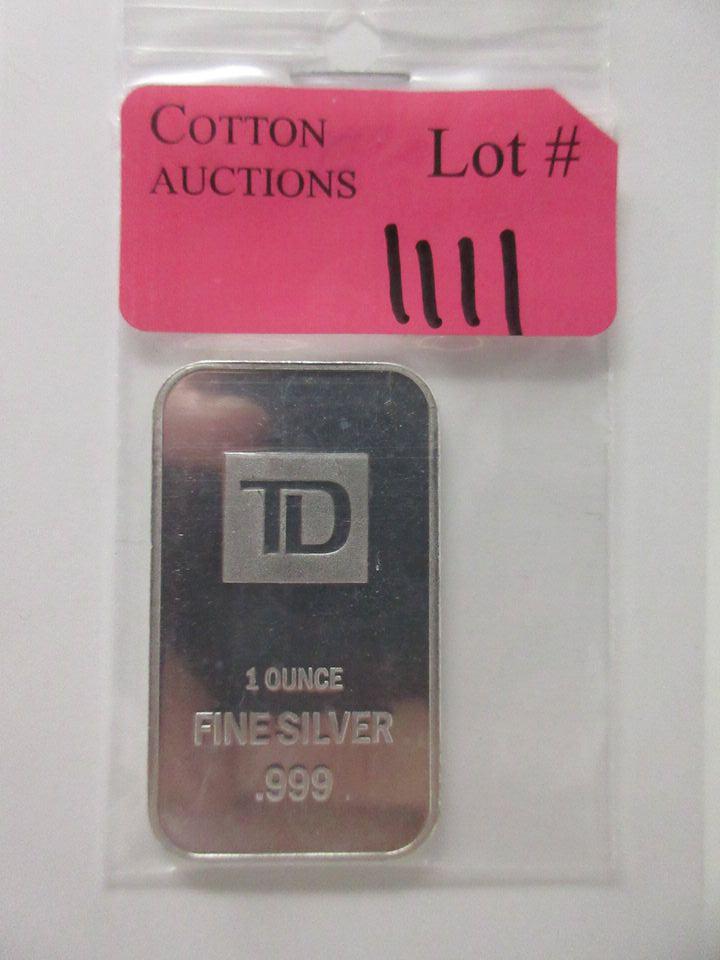 COTTON
AUCTIONS
Lot #
1111
TD
1 OUNCE
FINE SILVER
.999